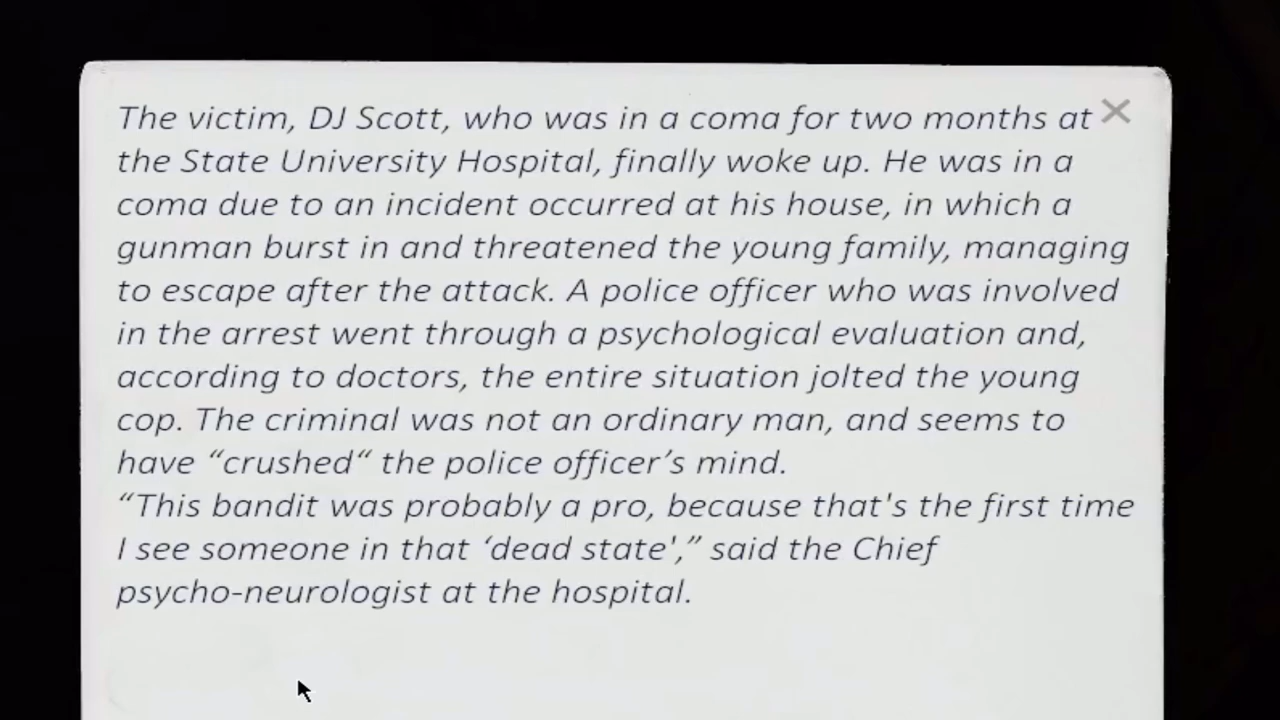 The victim, DJ Scott, who was in a coma for two months at
the State University Hospital, finally woke up. He was in a
coma due to an incident occurred at his house, in which a
gunman burst in and threatened the young family, managing
to escape after the attack. A police officer who was involved
in the arrest went through a psychological evaluation and,
according to doctors, the entire situation jolted the young
cop. The criminal was not an ordinary man, and seems to
have “crushed“ the police officer’s mind.
“This bandit was probably a pro, because that's the first time
I see someone in that ‘dead state',” said the Chief
psycho-neurologist at the hospital.